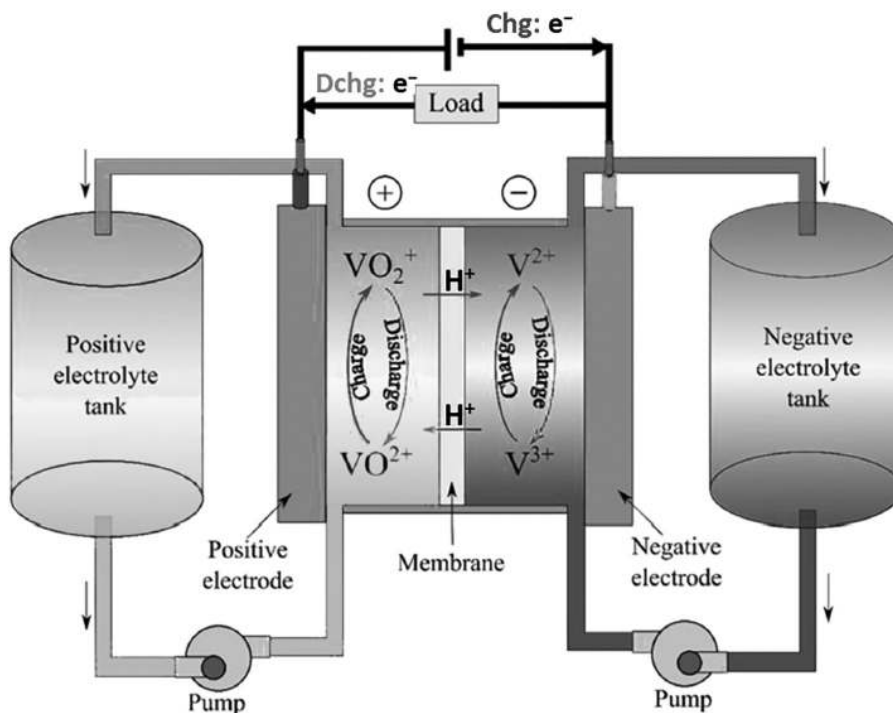 Chg: e⁻
Dchg: e⁻
Load
+
−
VO₂⁺
H⁺
V²⁺
Charge
Discharge
Charge
Discharge
Positive
electrolyte
tank
Negative
electrolyte
tank
H⁺
VO²⁺
V³⁺
Positive
electrode
Membrane
Negative
electrode
Pump
Pump